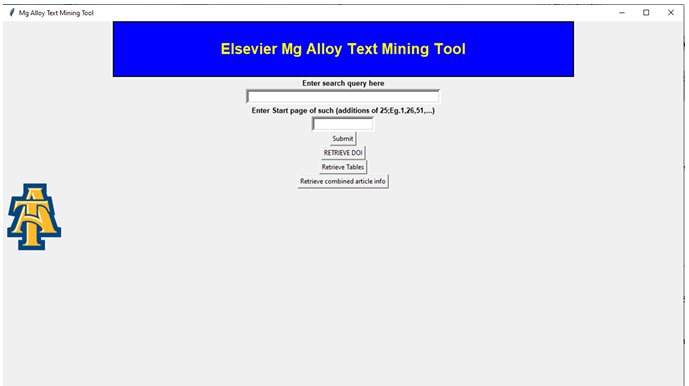 Mg Alloy Text Mining Tool
Elsevier Mg Alloy Text Mining Tool
Enter search query here
Enter Start page of such (additions of 25;Eg.1,26,51,...)
Submit
RETRIEVE DOI
Retrieve Tables
Retrieve combined article info
AT